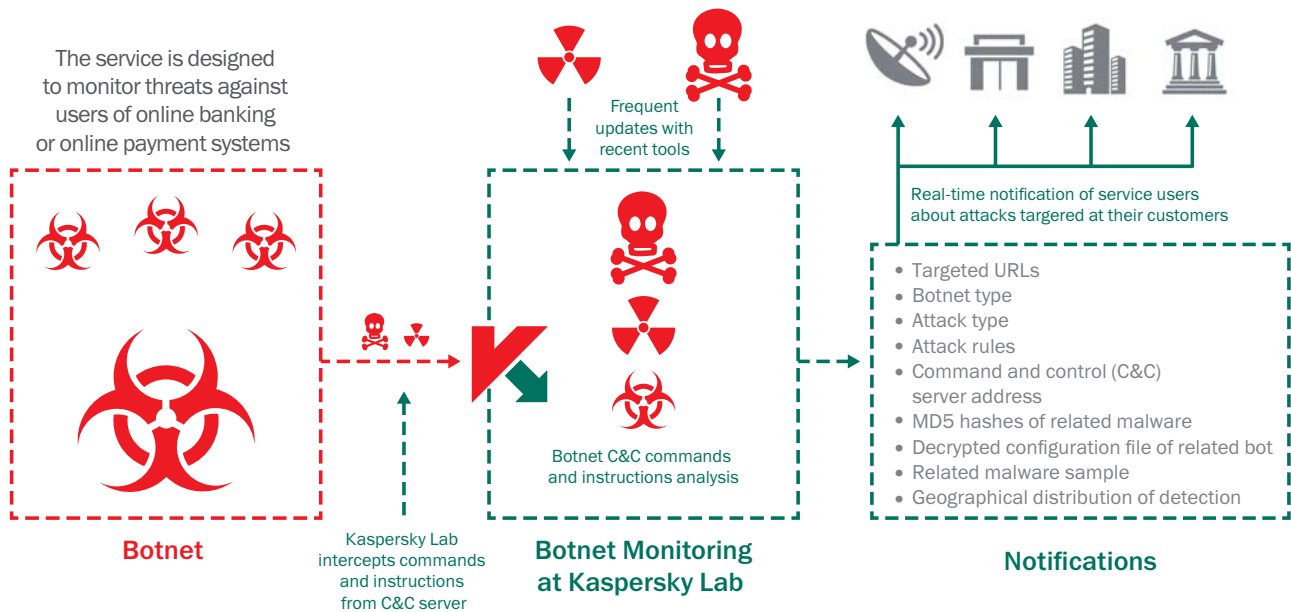 The service is designed
to monitor threats against
users of online banking
or online payment systems
Botnet
Kaspersky Lab
intercepts commands
and instructions
from C&C server
Frequent
updates with
recent tools
Botnet C&C commands
and instructions analysis
Botnet Monitoring
at Kaspersky Lab
Real-time notification of service users
about attacks targered at their customers
• Targeted URLs
• Botnet type
• Attack type
• Attack rules
• Command and control (C&C)
server address
• MD5 hashes of related malware
• Decrypted configuration file of related bot
• Related malware sample
• Geographical distribution of detection
Notifications